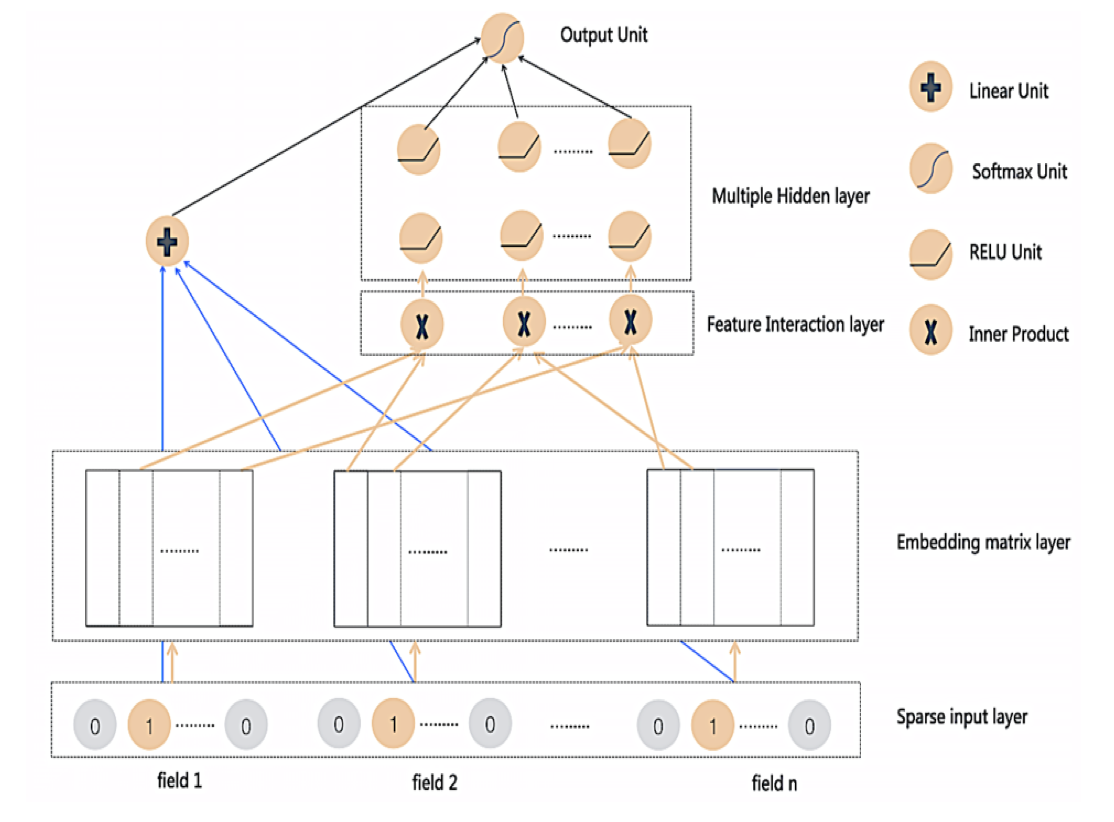 Output Unit
Linear Unit
Softmax Unit
Multiple Hidden layer
RELU Unit
Feature Interaction layer
Inner Product
.........
.........
.........
.........
.........
.........
.........
Embedding matrix layer
0 1 ......... 0 0 1 ......... 0 ......... 0 1 ......... 0
Sparse input layer
field 1 field 2 field n